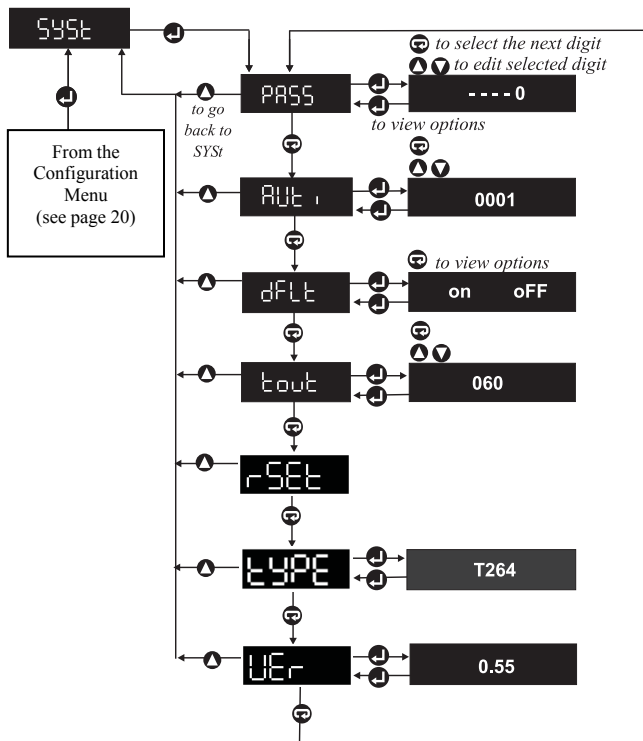 SYSt
to select the next digit
to edit selected digit
PASS
- - - - 0
to go
back to
SYSt
to view options
From the
Configuration
Menu
(see page 20)
AUt i
0001
to view options
dFLt
on oFF
tout
060
rSEt
tYPE
T264
VEr
0.55